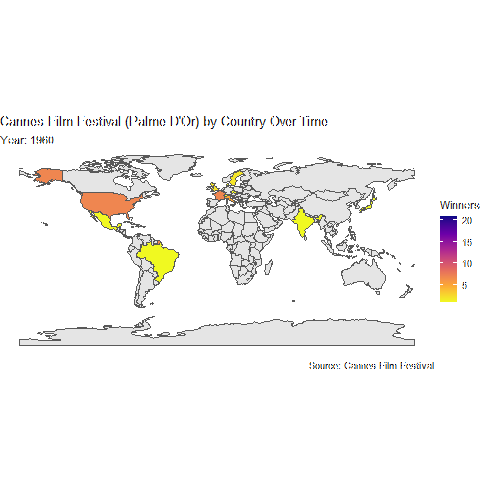 Cannes Film Festival (Palme D'Or) by Country Over Time
Year: 1960
Winners
20
15
10
5
Source: Cannes Film Festival